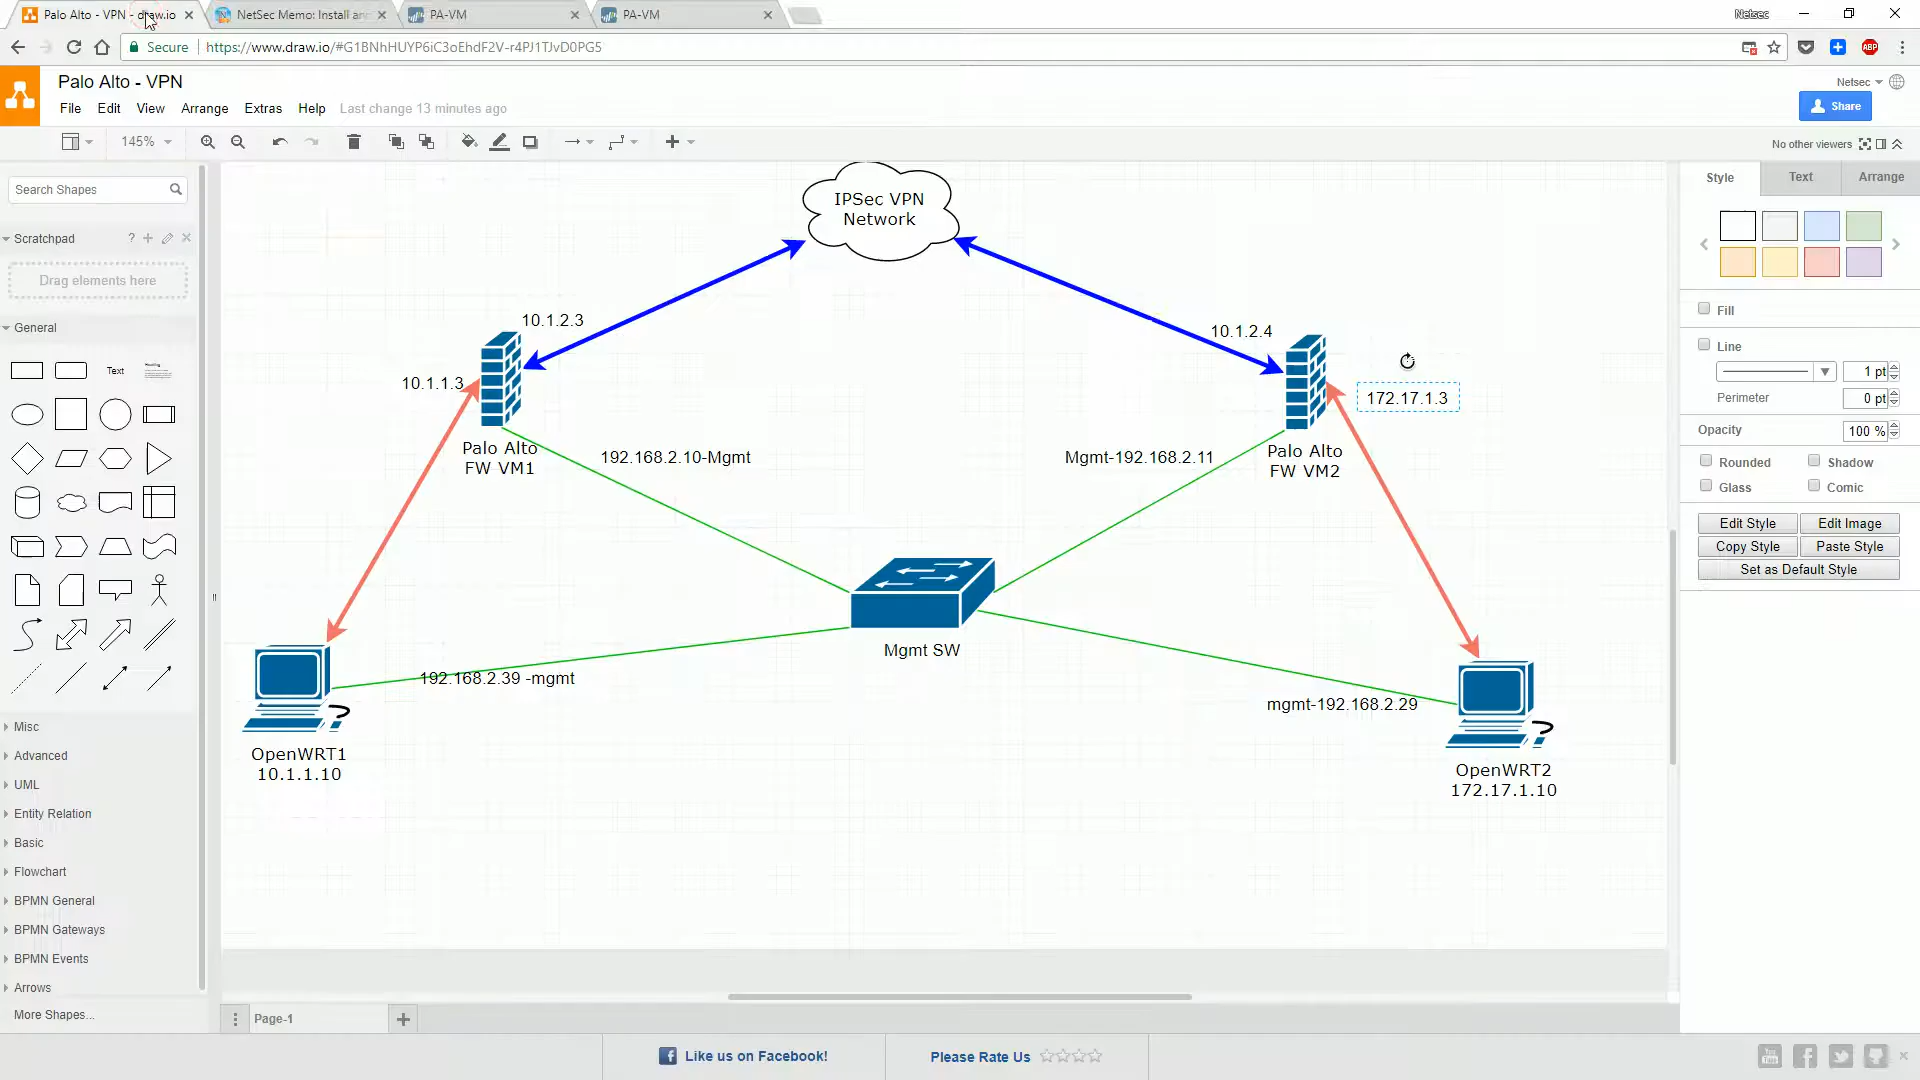 Palo Alto - VPN - draw.io
NetSec Memo: Install an
PA-VM
PA-VM
Netsec
Secure
https://www.draw.io/#G1BNhHUYP6iC3oEhdF2V-r4PJ1TJvD0PG5
ABP
Palo Alto - VPN
Netsec
File Edit View Arrange Extras Help Last change 13 minutes ago
Share
145%
No other viewers
Search Shapes
Scratchpad
?
Drag elements here
General
Text
Misc
Advanced
UML
Entity Relation
Basic
Flowchart
BPMN General
BPMN Gateways
BPMN Events
Arrows
More Shapes...
IPSec VPN
Network
10.1.2.3
10.1.2.4
10.1.1.3
172.17.1.3
Palo Alto
FW VM1
192.168.2.10-Mgmt
Mgmt-192.168.2.11
Palo Alto
FW VM2
Mgmt SW
192.168.2.39 -mgmt
mgmt-192.168.2.29
OpenWRT1
10.1.1.10
OpenWRT2
172.17.1.10
Style
Text
Arrange
Fill
Line
1 pt
Perimeter
0 pt
Opacity
100 %
Rounded
Shadow
Glass
Comic
Edit Style
Edit Image
Copy Style
Paste Style
Set as Default Style
Page-1
Like us on Facebook!
Please Rate Us